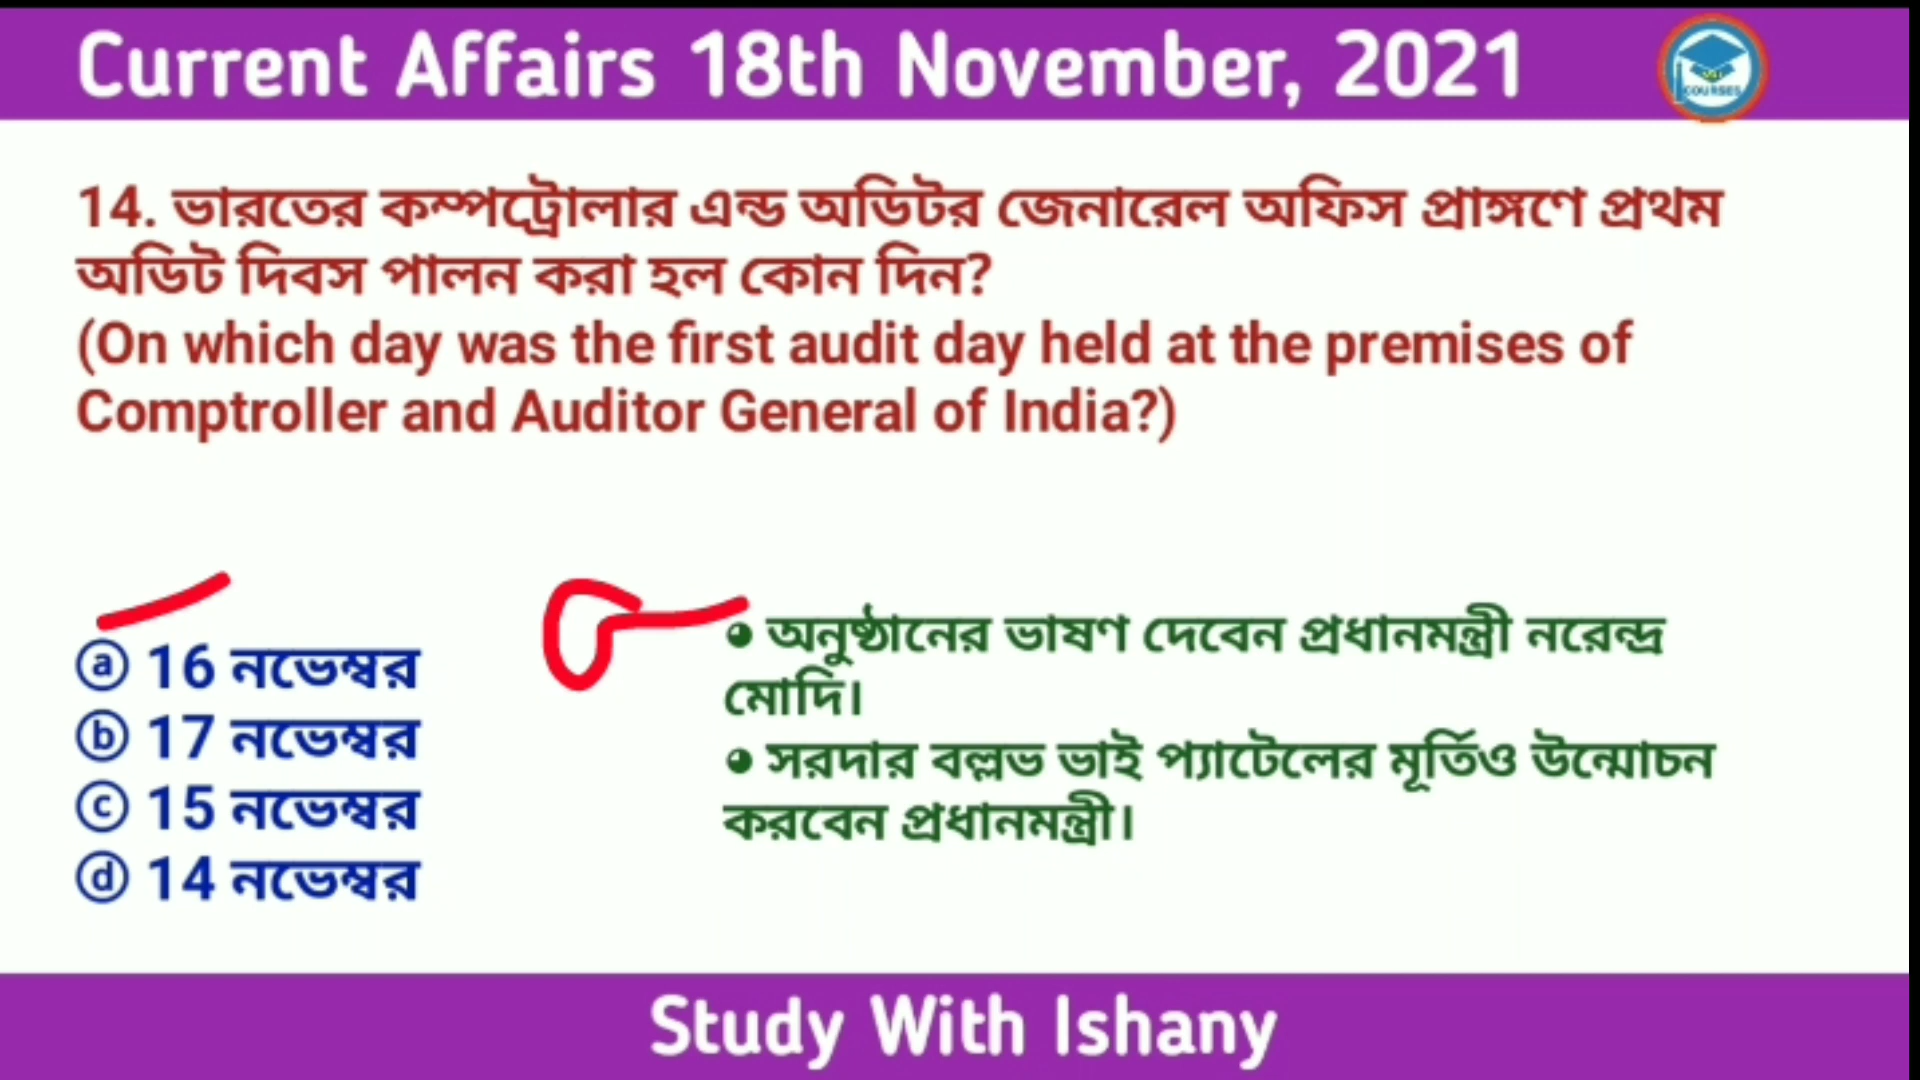 Current Affairs 18th November, 2021
COURSES
14. ভারতের কম্পট্রোলার এন্ড অডিটর জেনারেল অফিস প্রাঙ্গণে প্রথম
অডিট দিবস পালন করা হল কোন দিন?
(On which day was the first audit day held at the premises of
Comptroller and Auditor General of India?)
ⓐ 16 নভেম্বর
ⓑ 17 নভেম্বর
ⓒ 15 নভেম্বর
ⓓ 14 নভেম্বর
• অনুষ্ঠানের ভাষণ দেবেন প্রধানমন্ত্রী নরেন্দ্র
মোদি।
• সরদার বল্লভ ভাই প্যাটেলের মূর্তিও উন্মোচন
করবেন প্রধানমন্ত্রী।
Study With Ishany